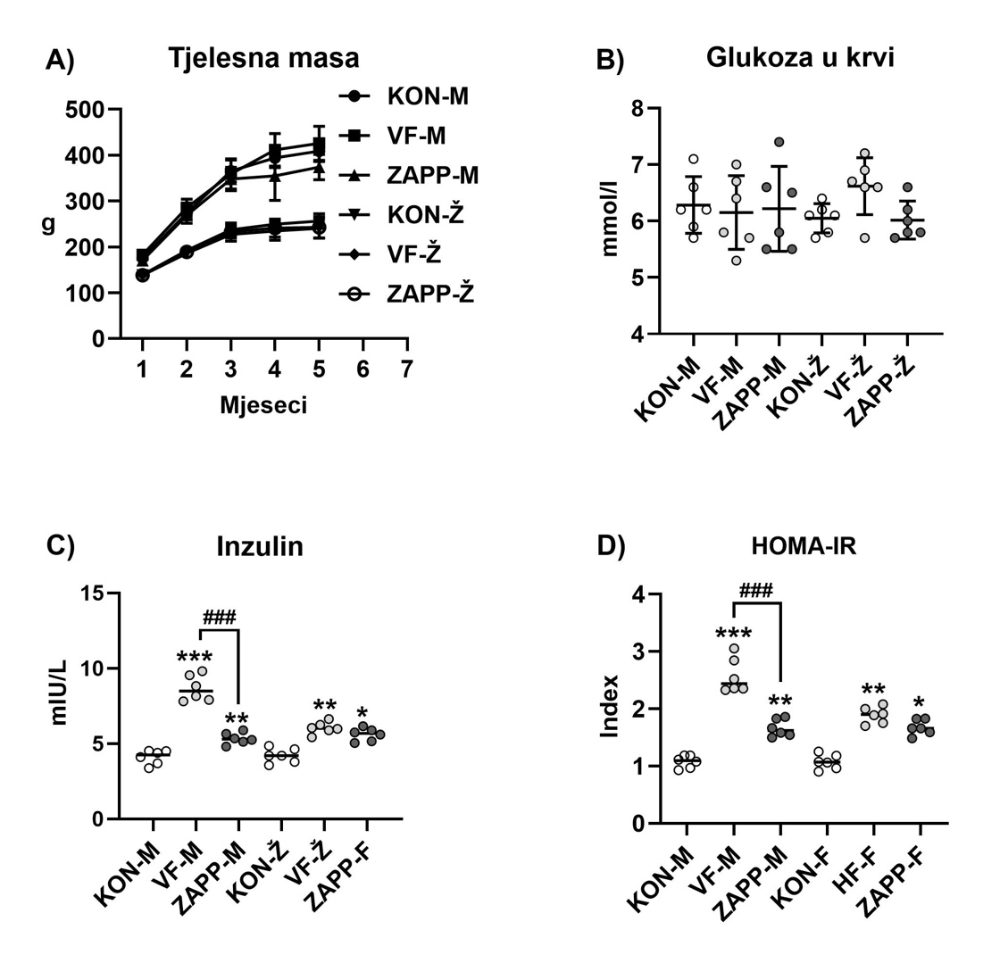 A)
Tjelesna masa
500
400
300
200
100
0
g
1 2 3 4 5 6 7
Mjeseci
KON-M
VF-M
ZAPP-M
KON-Ž
VF-Ž
ZAPP-Ž
B)
Glukoza u krvi
8
7
6
5
4
mmol/l
KON-M
VF-M
ZAPP-M
KON-Ž
VF-Ž
ZAPP-Ž
C)
Inzulin
15
10
5
0
mIU/L
###
***
**
**
*
KON-M
VF-M
ZAPP-M
KON-Ž
VF-Ž
ZAPP-F
D)
HOMA-IR
4
3
2
1
0
Index
###
***
**
**
*
KON-M
VF-M
ZAPP-M
KON-F
HF-F
ZAPP-F